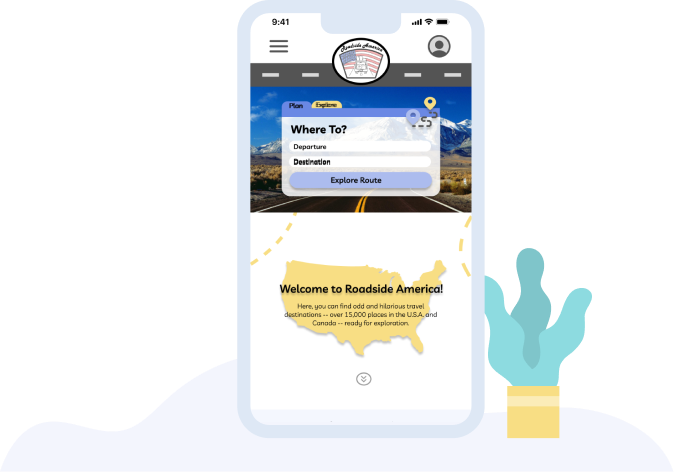 9:41
Roadside America
Plan Explore
Where To?
Departure
Destination
Explore Route
Welcome to Roadside America!
Here, you can find odd and hilarious travel
destinations -- over 15,000 places in the U.S.A. and
Canada -- ready for exploration.